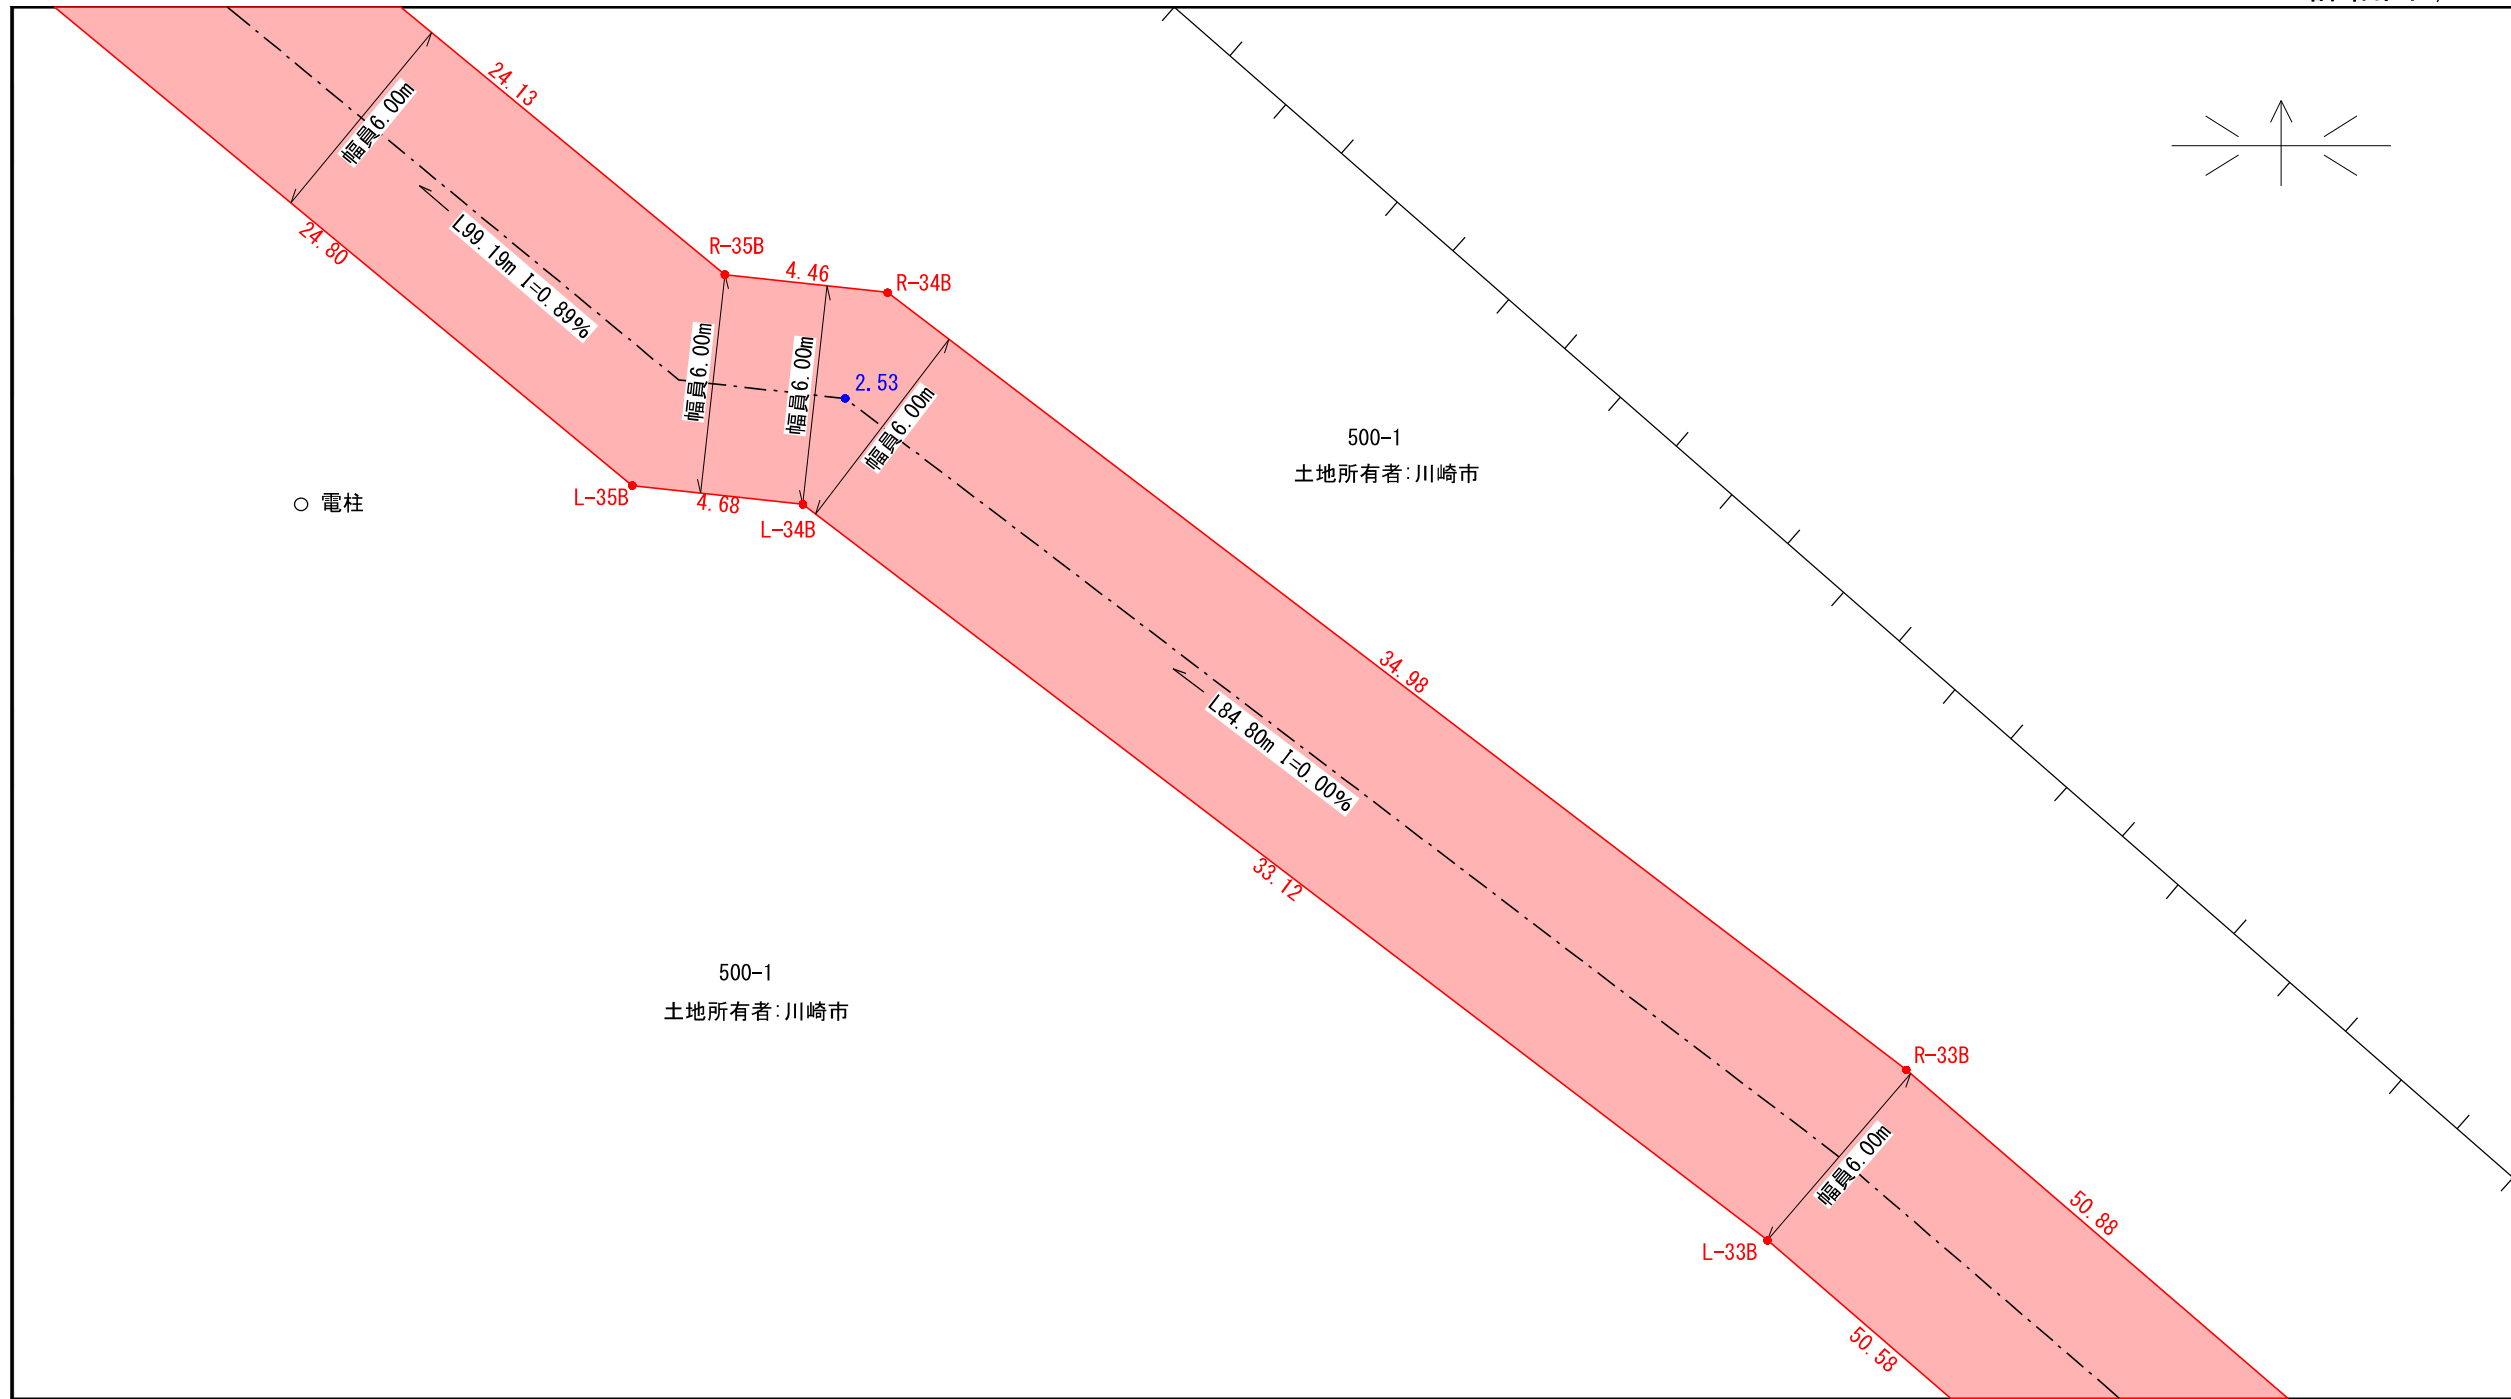 24.13
幅員6.00m
L99.19m I=0.89%
24.80
R-35B
4.46
R-34B
幅員6.00m
幅員6.00m
2.53
幅員6.00m
500-1
土地所有者:川崎市
○ 電柱
L-35B
4.68
L-34B
34.98
L84.80m I=0.00%
33.12
500-1
土地所有者:川崎市
R-33B
幅員6.00m
50.88
L-33B
50.58